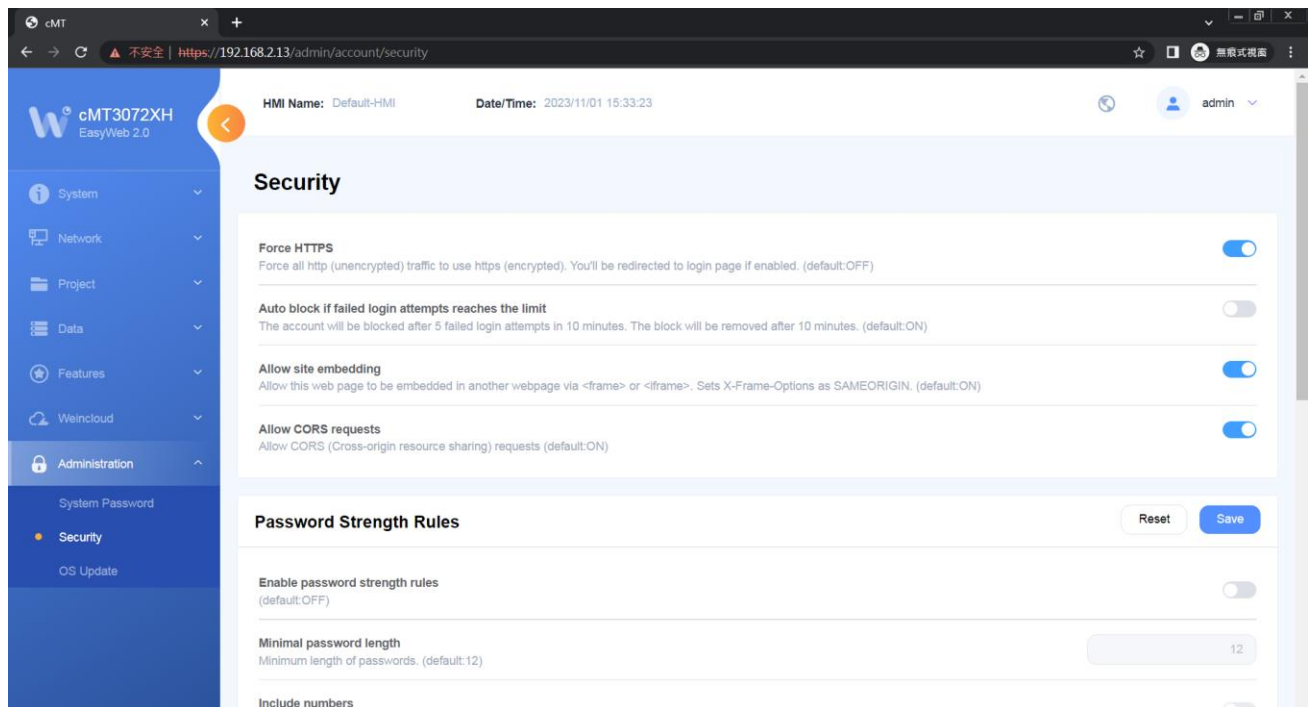 cMT
不安全 | https://192.168.2.13/admin/account/security
無痕式視窗
cMT3072XH
EasyWeb 2.0
HMI Name: Default-HMI Date/Time: 2023/11/01 15:33:23
admin
System
Network
Project
Data
Features
Weincloud
Administration
System Password
Security
OS Update
Security
Force HTTPS
Force all http (unencrypted) traffic to use https (encrypted). You'll be redirected to login page if enabled. (default:OFF)
Auto block if failed login attempts reaches the limit
The account will be blocked after 5 failed login attempts in 10 minutes. The block will be removed after 10 minutes. (default:ON)
Allow site embedding
Allow this web page to be embedded in another webpage via <frame> or <iframe>. Sets X-Frame-Options as SAMEORIGIN. (default:ON)
Allow CORS requests
Allow CORS (Cross-origin resource sharing) requests (default:ON)
Password Strength Rules
Reset Save
Enable password strength rules
(default:OFF)
Minimal password length
Minimum length of passwords. (default:12)
12
Include numbers